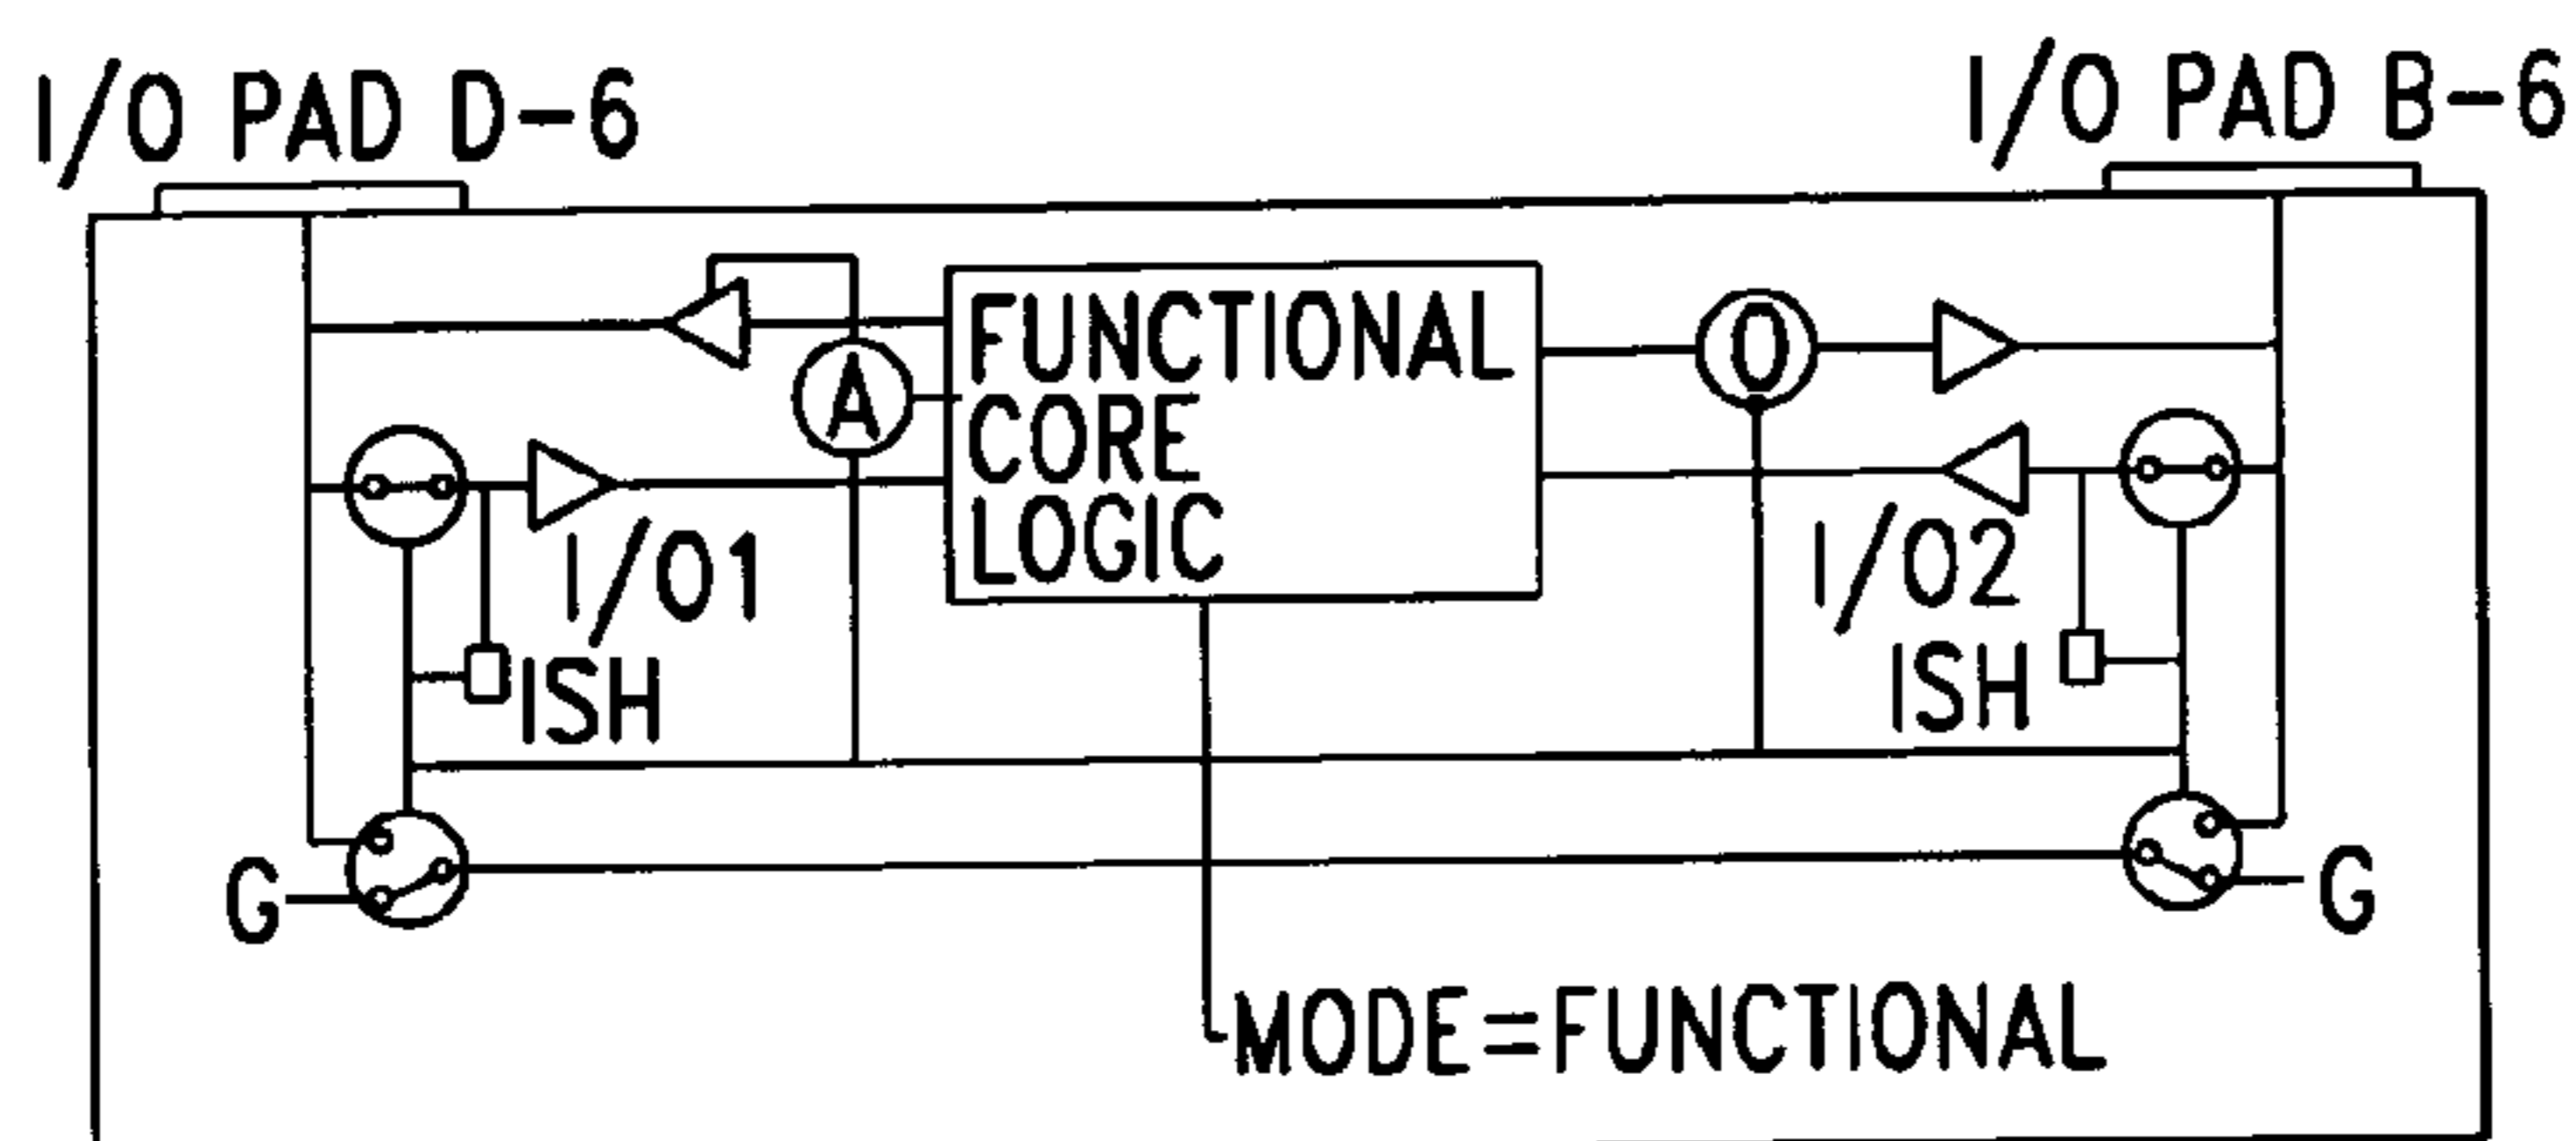 I/O PAD D-6
I/O PAD B-6
FUNCTIONAL
CORE
LOGIC
A
O
I/O1
ISH
I/O2
ISH
G
G
MODE=FUNCTIONAL